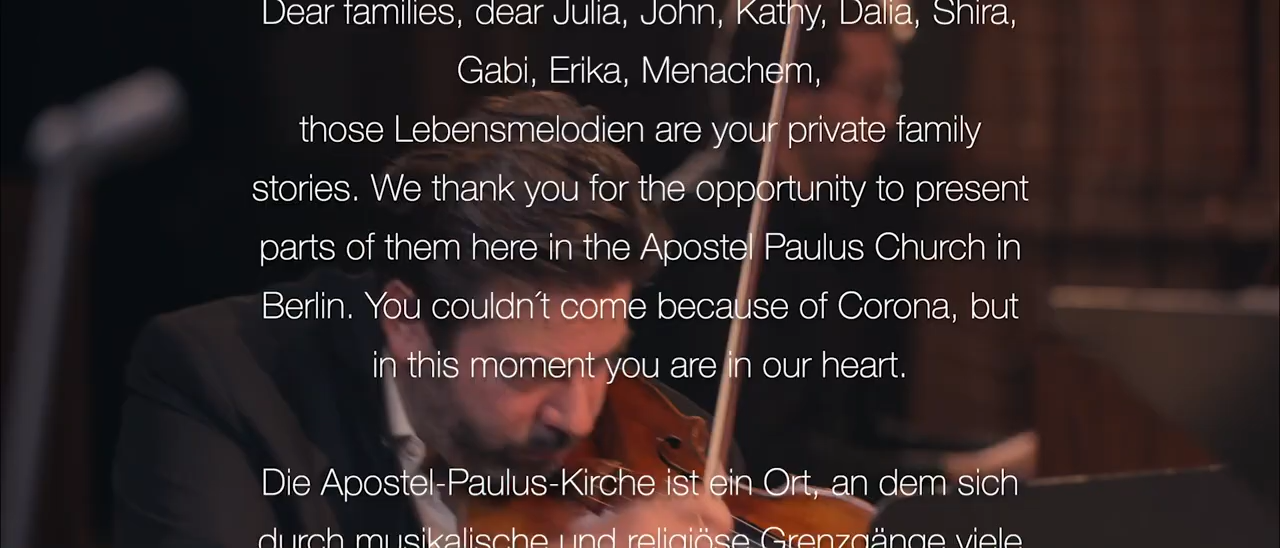 Dear families, dear Julia, John, Kathy, Dalia, Shira,
Gabi, Erika, Menachem,
those Lebensmelodien are your private family
stories. We thank you for the opportunity to present
parts of them here in the Apostel Paulus Church in
Berlin. You couldn´t come because of Corona, but
in this moment you are in our heart.
Die Apostel-Paulus-Kirche ist ein Ort, an dem sich
durch musikalische und religiöse Grenzgänge viele